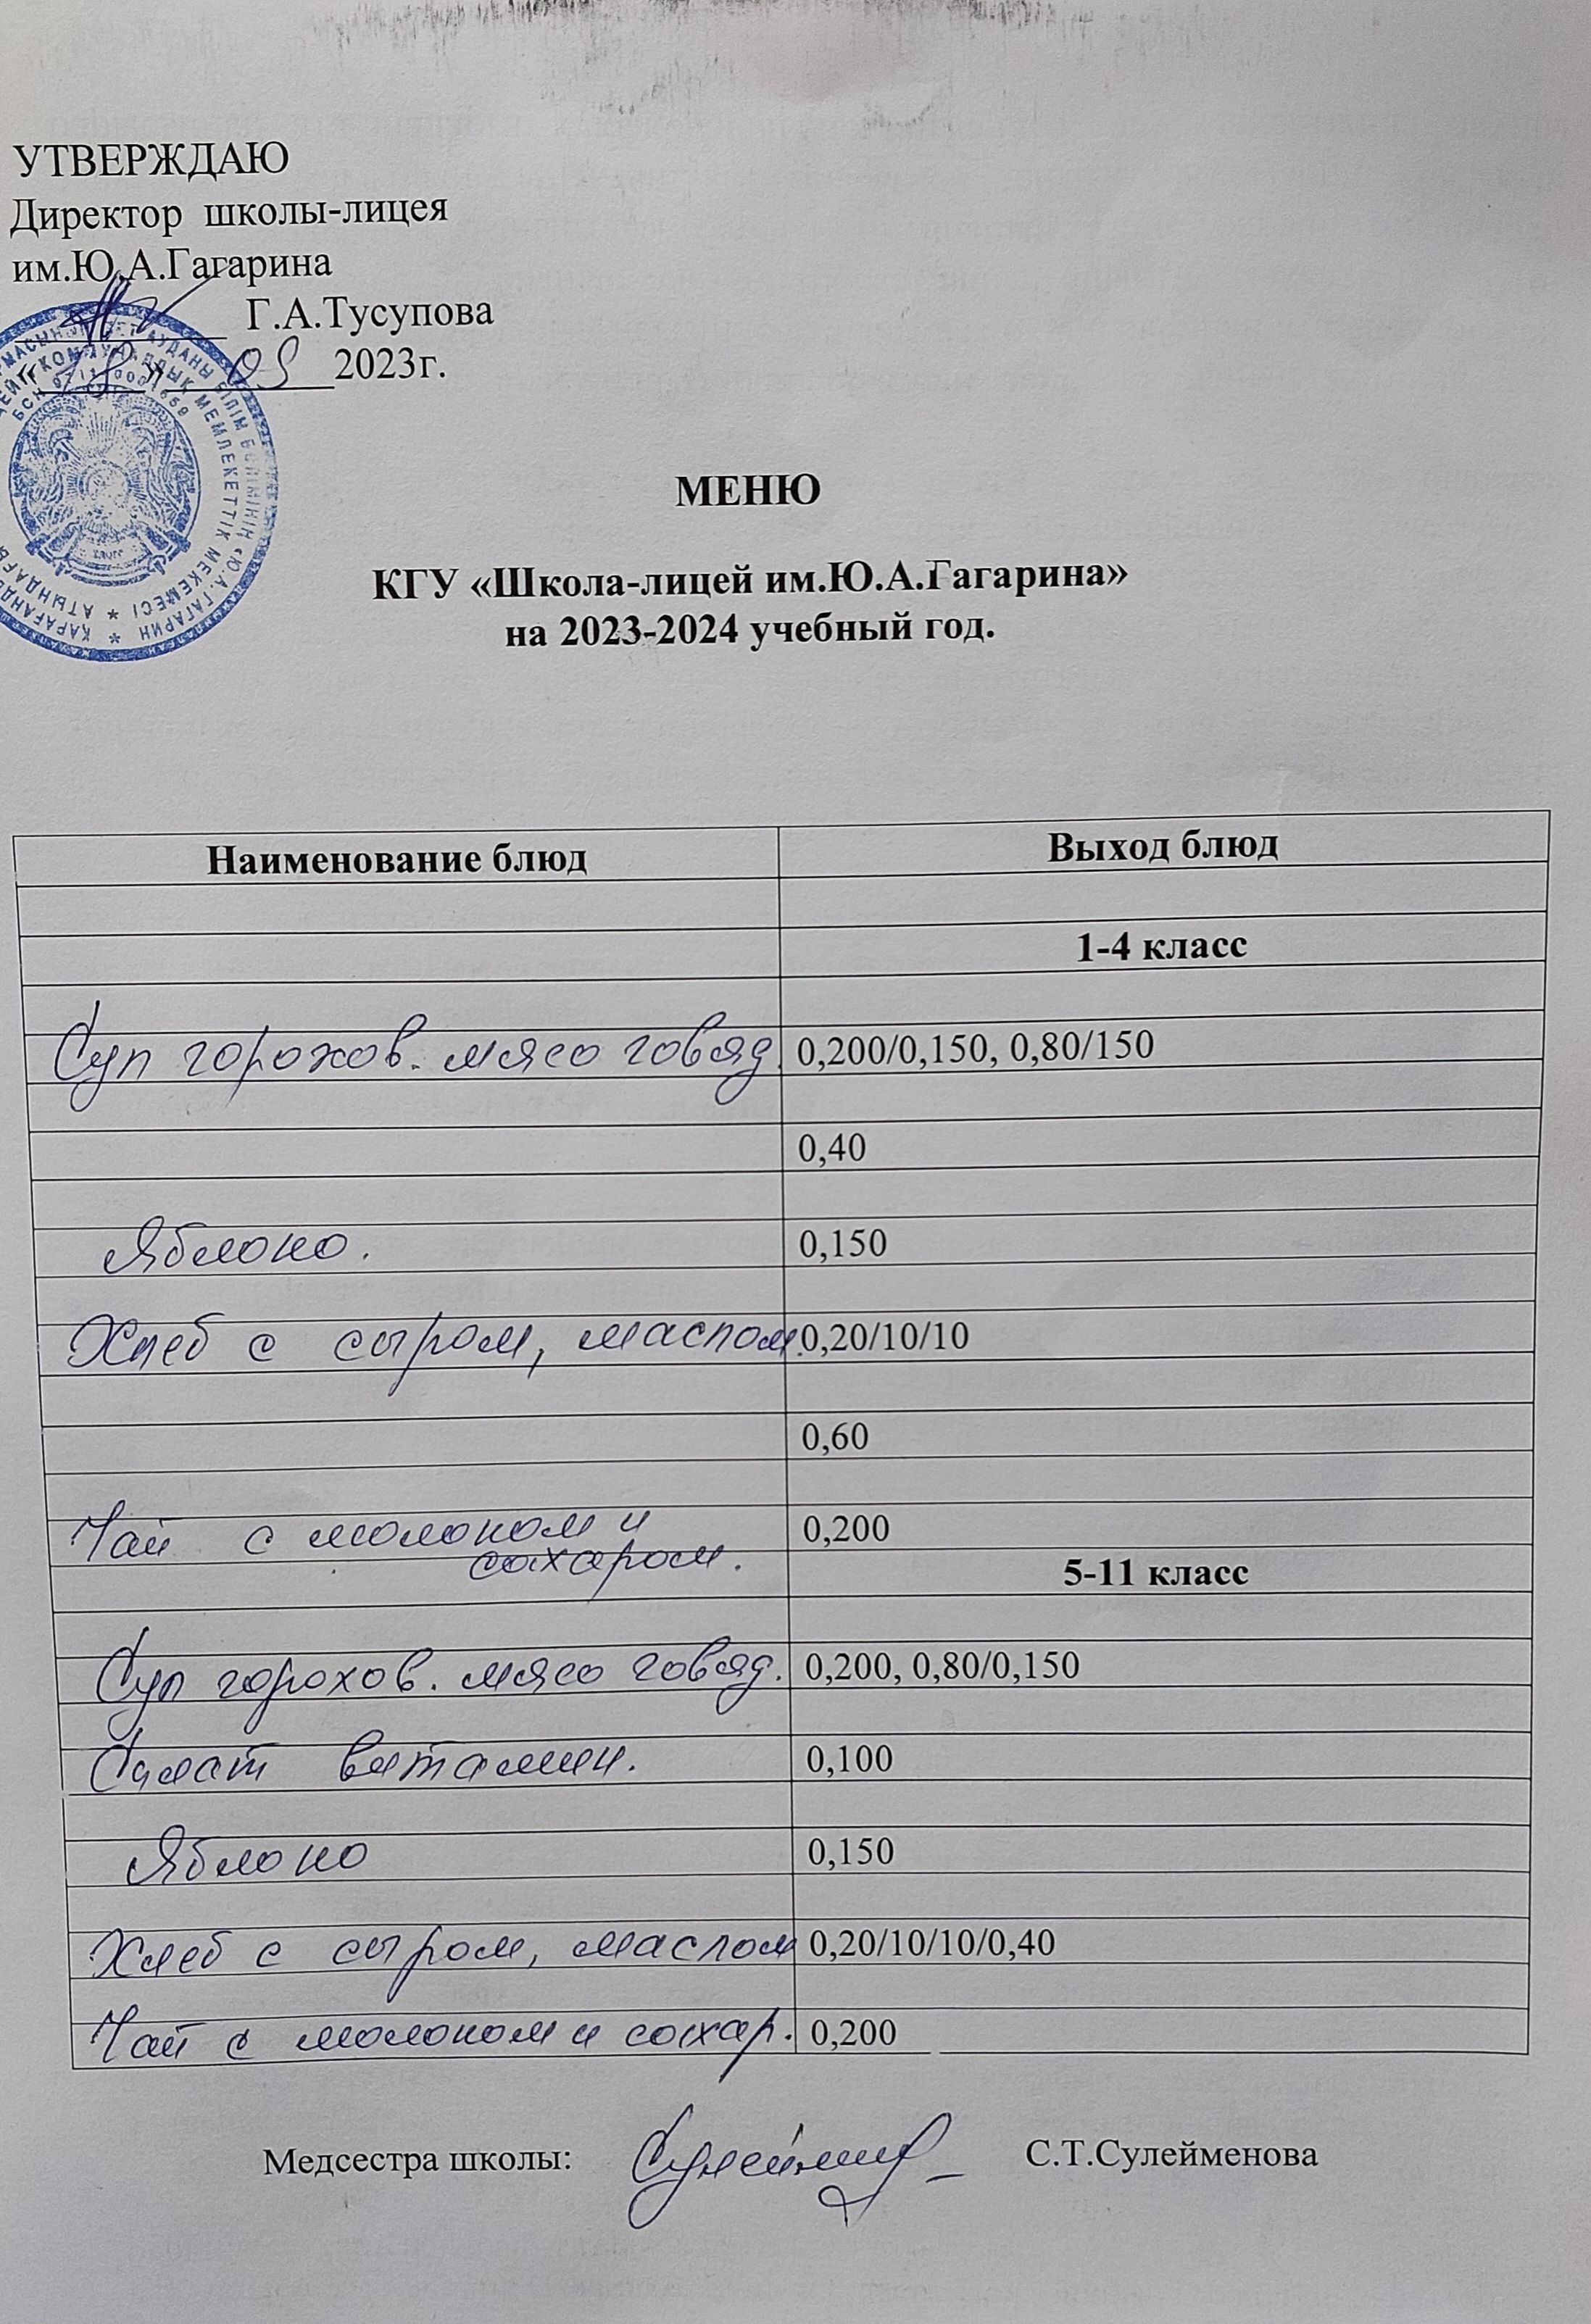 УТВЕРЖДАЮ
Директор школы-лицея
им.Ю.А.Гагарина
Г.А.Тусупова
«18» 09 2023г.
МЕНЮ
КГУ «Школа-лицей им.Ю.А.Гагарина»
на 2023-2024 учебный год.
Наименование блюд Выход блюд
1-4 класс
Суп горохов. мясо говяд. 0,200/0,150, 0,80/150
0,40
Яблоко. 0,150
Хлеб с сыром, маслом. 0,20/10/10
0,60
Чай с молоком и 0,200
сахаром.
5-11 класс
Суп горохов. мясо говяд. 0,200, 0,80/0,150
Салат витамин. 0,100
Яблоко 0,150
Хлеб с сыром, маслом 0,20/10/10/0,40
Чай с молоком и сахар. 0,200
Медсестра школы: С.Т.Сулейменова